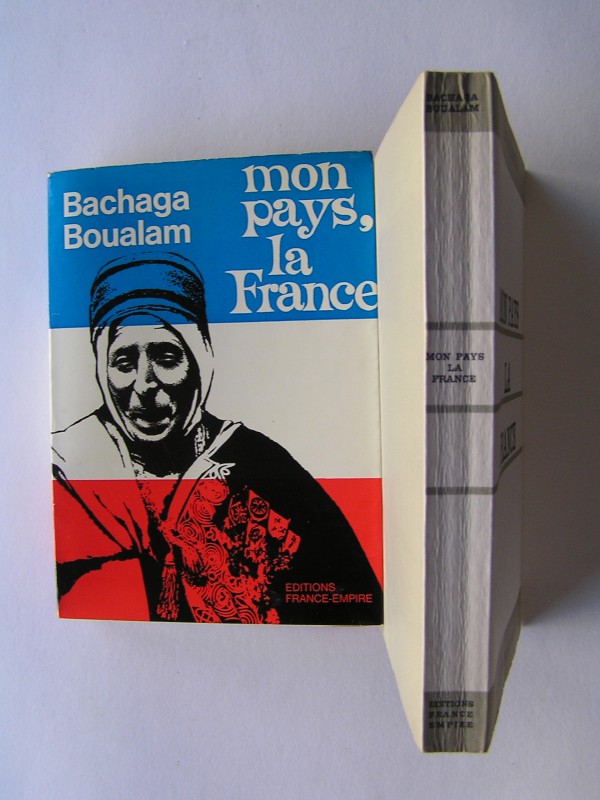 Bachaga
Boualam
mon
pays,
la
France
EDITIONS
FRANCE-EMPIRE
BACHAGA
BOUALAM
MON PAYS
LA
FRANCE
EDITIONS
FRANCE
EMPIRE
MON PAYS
LA
FRANCE